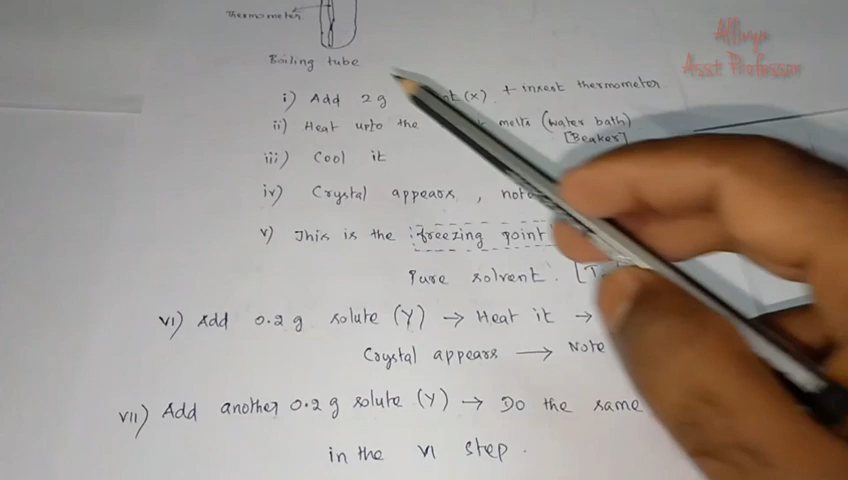 Thermometer
Allwyn
Asst Professor
Boiling tube
i) Add 2 g (x) + insert thermometer
ii) Heat upto the melts (water bath)
[Beaker]
iii) Cool it
iv) Crystal appears, note
v) This is the freezing point
Pure solvent. [T
vi) Add 0.2 g solute (Y) → Heat it →
Crystal appears → Note
vii) Add another 0.2 g solute (Y) → Do the same
in the VI step.